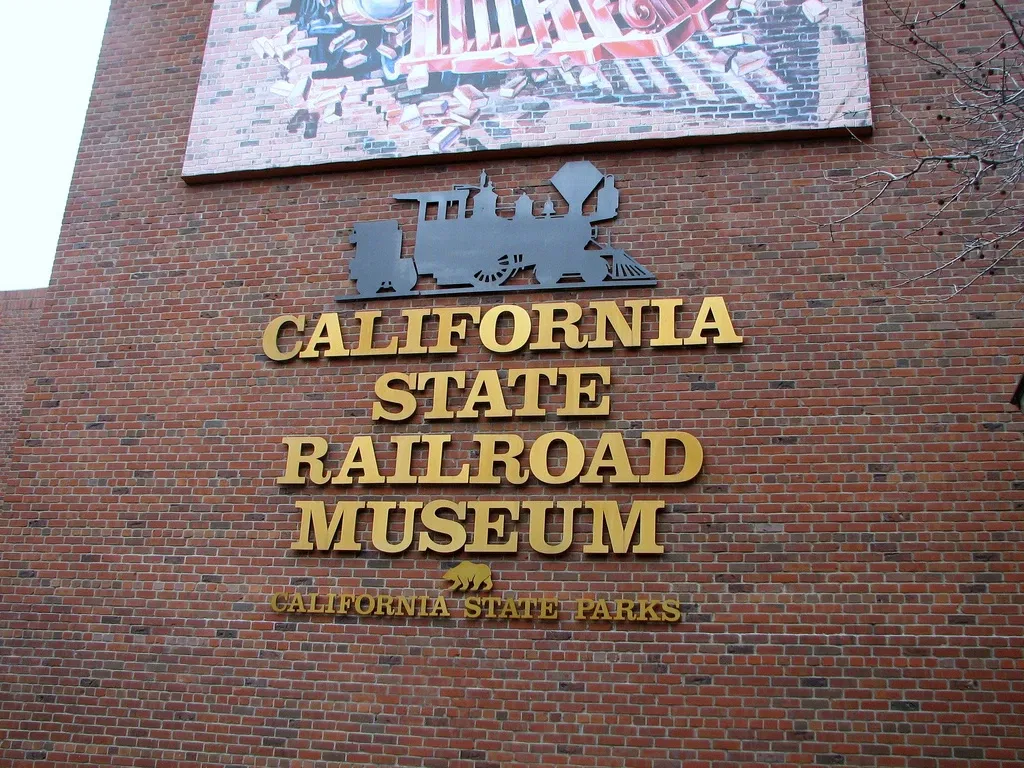 CALIFORNIA
STATE
RAILROAD
MUSEUM
CALIFORNIA STATE PARKS